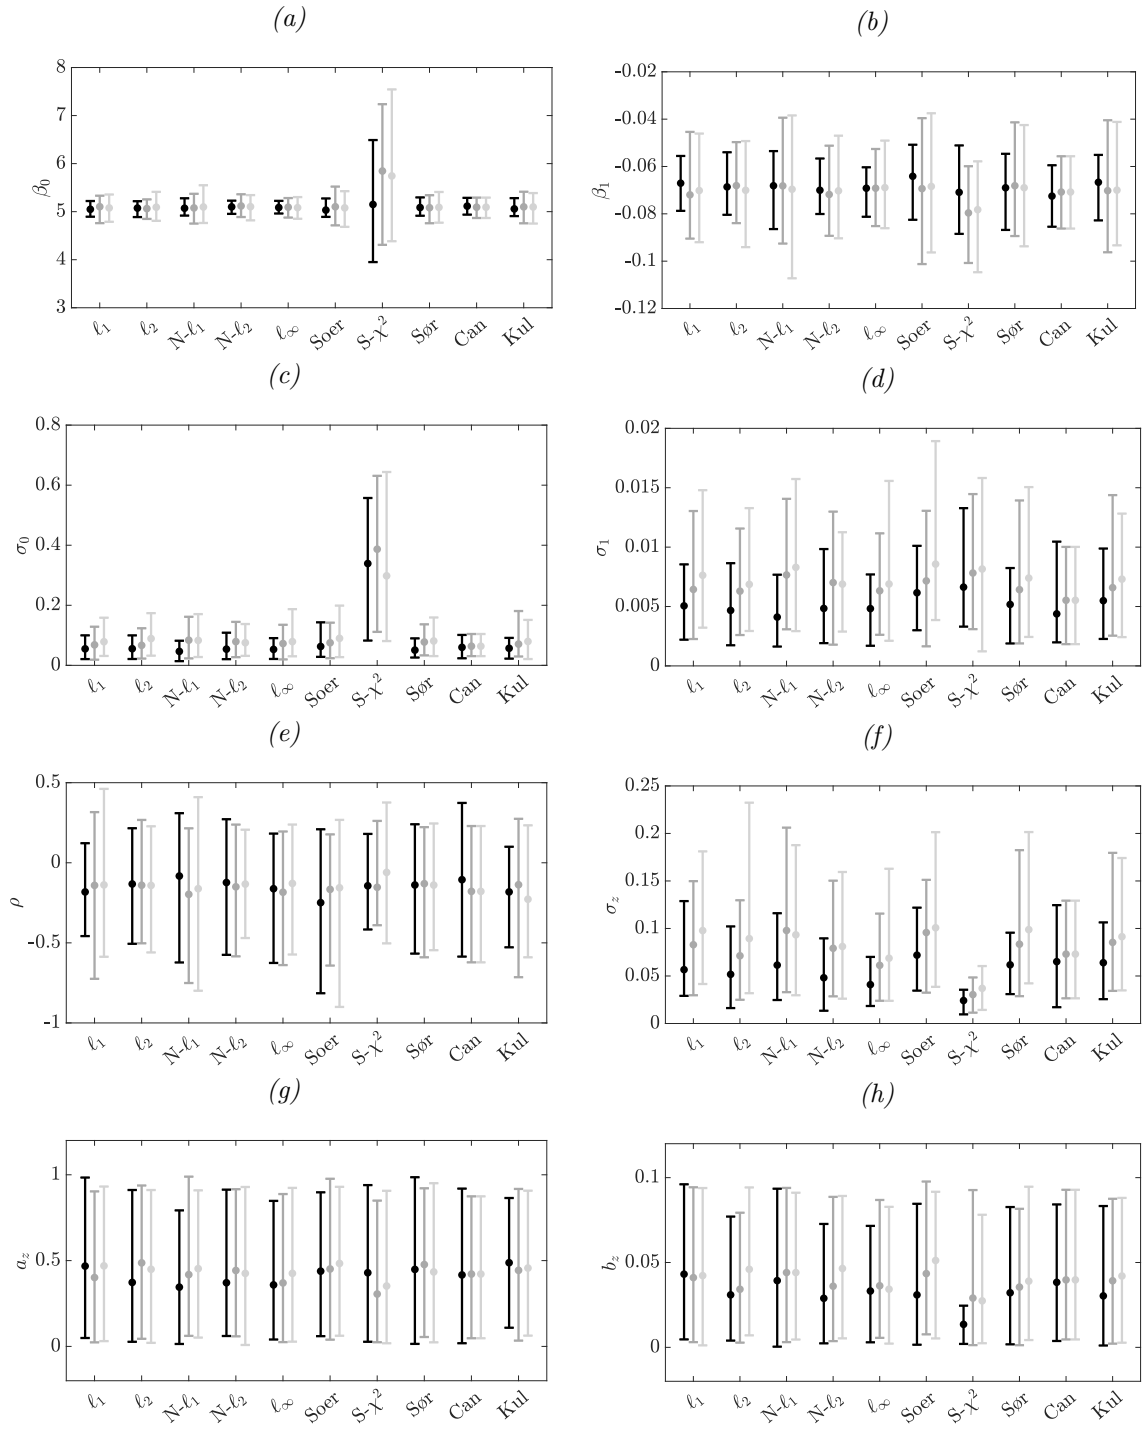 (a)
β₀
8
7
6
5
4
3
ℓ₁ ℓ₂ N-ℓ₁ N-ℓ₂ ℓ∞ Soer S-χ² Sør Can Kul
(b)
β₁
-0.02
-0.04
-0.06
-0.08
-0.1
-0.12
ℓ₁ ℓ₂ N-ℓ₁ N-ℓ₂ ℓ∞ Soer S-χ² Sør Can Kul
(c)
σ₀
0.8
0.6
0.4
0.2
0
ℓ₁ ℓ₂ N-ℓ₁ N-ℓ₂ ℓ∞ Soer S-χ² Sør Can Kul
(d)
σ₁
0.02
0.015
0.01
0.005
0
ℓ₁ ℓ₂ N-ℓ₁ N-ℓ₂ ℓ∞ Soer S-χ² Sør Can Kul
(e)
ρ
0.5
0
-0.5
-1
ℓ₁ ℓ₂ N-ℓ₁ N-ℓ₂ ℓ∞ Soer S-χ² Sør Can Kul
(f)
σ_z
0.25
0.2
0.15
0.1
0.05
0
ℓ₁ ℓ₂ N-ℓ₁ N-ℓ₂ ℓ∞ Soer S-χ² Sør Can Kul
(g)
a_z
1
0.5
0
ℓ₁ ℓ₂ N-ℓ₁ N-ℓ₂ ℓ∞ Soer S-χ² Sør Can Kul
(h)
b_z
0.1
0.05
0
ℓ₁ ℓ₂ N-ℓ₁ N-ℓ₂ ℓ∞ Soer S-χ² Sør Can Kul